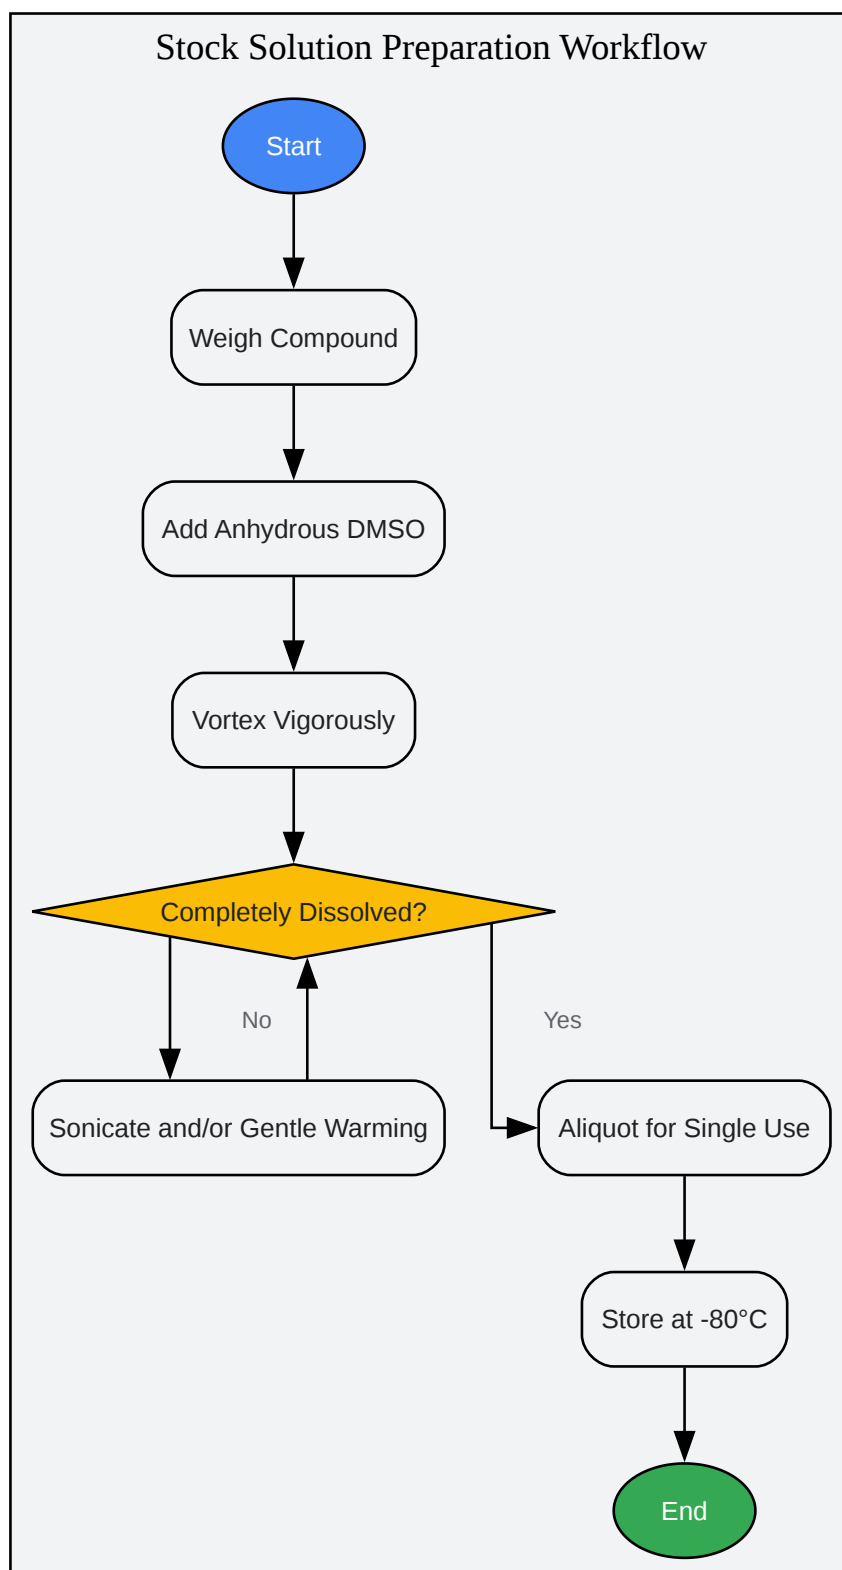 Stock Solution Preparation Workflow
Start
Weigh Compound
Add Anhydrous DMSO
Vortex Vigorously
Completely Dissolved?
No
Yes
Sonicate and/or Gentle Warming
Aliquot for Single Use
Store at -80°C
End